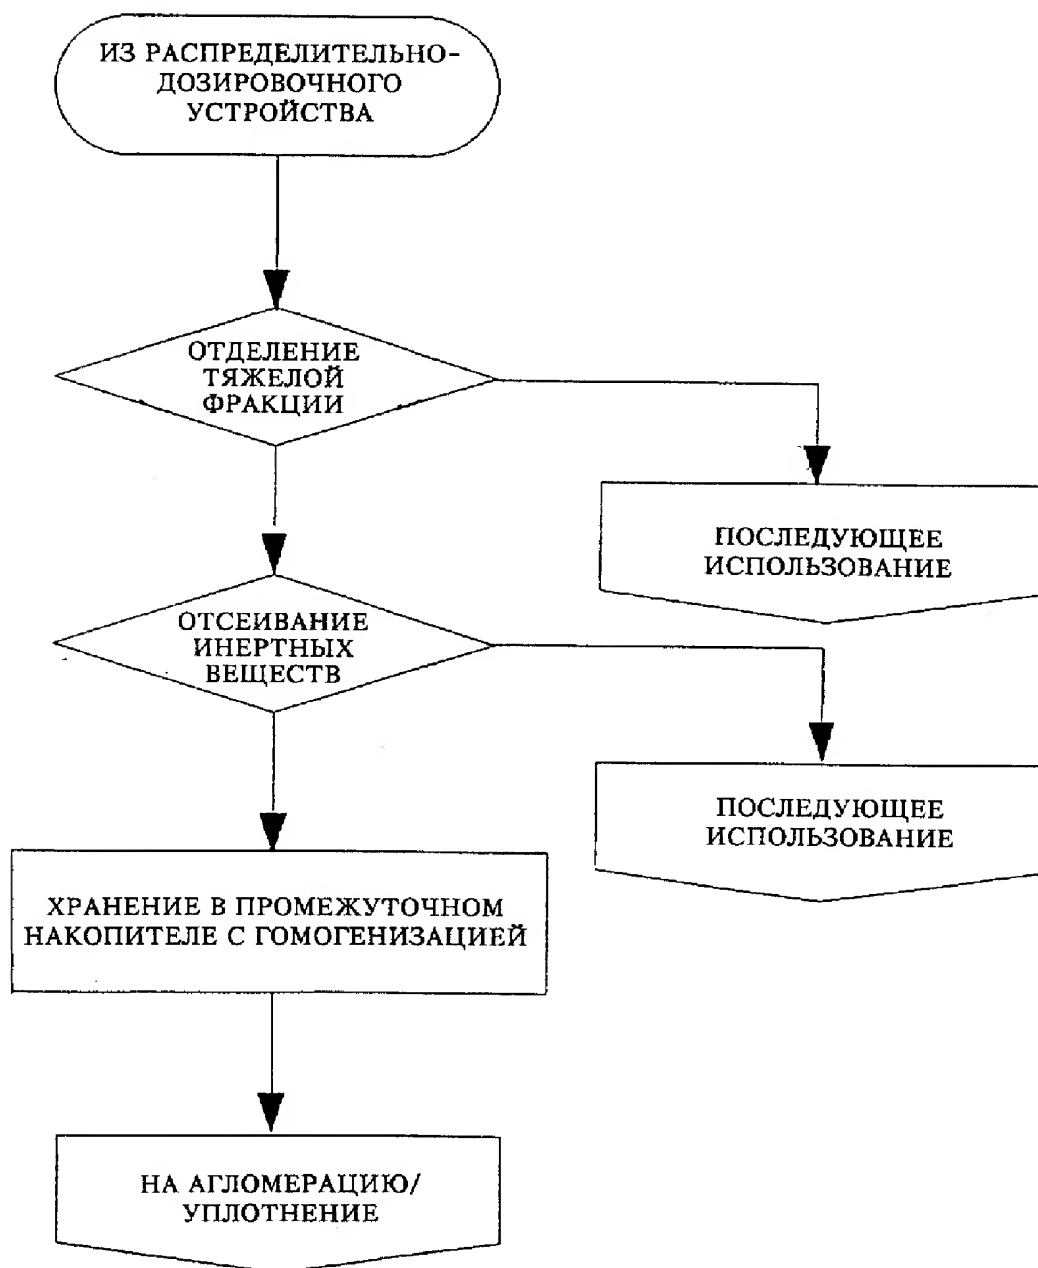 ИЗ РАСПРЕДЕЛИТЕЛЬНО-
ДОЗИРОВОЧНОГО
УСТРОЙСТВА
ОТДЕЛЕНИЕ
ТЯЖЕЛОЙ
ФРАКЦИИ
ПОСЛЕДУЮЩЕЕ
ИСПОЛЬЗОВАНИЕ
ОТСЕИВАНИЕ
ИНЕРТНЫХ
ВЕЩЕСТВ
ПОСЛЕДУЮЩЕЕ
ИСПОЛЬЗОВАНИЕ
ХРАНЕНИЕ В ПРОМЕЖУТОЧНОМ
НАКОПИТЕЛЕ С ГОМОГЕНИЗАЦИЕЙ
НА АГЛОМЕРАЦИЮ/
УПЛОТНЕНИЕ